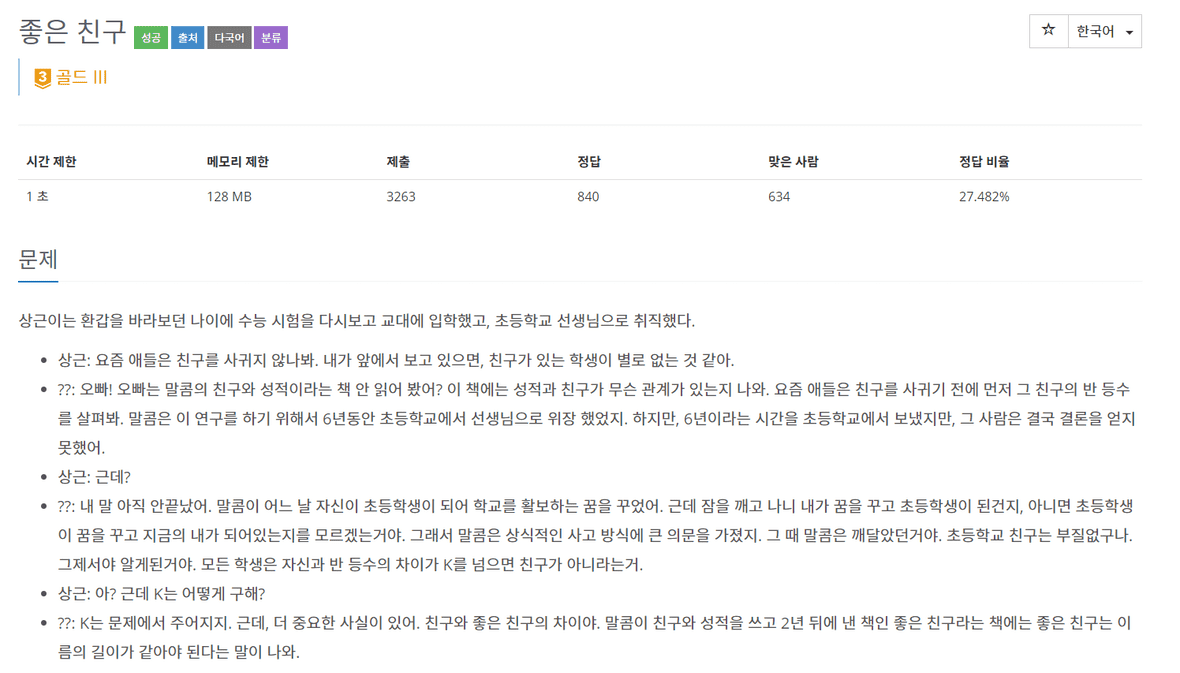 좋은 친구 성공 출처 다국어 분류
☆ 한국어
3 골드 III
시간 제한 메모리 제한 제출 정답 맞은 사람 정답 비율
1 초 128 MB 3263 840 634 27.482%
문제
상근이는 환갑을 바라보던 나이에 수능 시험을 다시보고 교대에 입학했고, 초등학교 선생님으로 취직했다.
• 상근: 요즘 애들은 친구를 사귀지 않나봐. 내가 앞에서 보고 있으면, 친구가 있는 학생이 별로 없는 것 같아.
• ??: 오빠! 오빠는 말콤의 친구와 성적이라는 책 안 읽어 봤어? 이 책에는 성적과 친구가 무슨 관계가 있는지 나와. 요즘 애들은 친구를 사귀기 전에 먼저 그 친구의 반 등수
를 살펴봐. 말콤은 이 연구를 하기 위해서 6년동안 초등학교에서 선생님으로 위장 했었지. 하지만, 6년이라는 시간을 초등학교에서 보냈지만, 그 사람은 결국 결론을 얻지
못했어.
• 상근: 근데?
• ??: 내 말 아직 안끝났어. 말콤이 어느 날 자신이 초등학생이 되어 학교를 활보하는 꿈을 꾸었어. 근데 잠을 깨고 나니 내가 꿈을 꾸고 초등학생이 된건지, 아니면 초등학생
이 꿈을 꾸고 지금의 내가 되어있는지를 모르겠는거야. 그래서 말콤은 상식적인 사고 방식에 큰 의문을 가졌지. 그 때 말콤은 깨달았던거야. 초등학교 친구는 부질없구나.
그제서야 알게된거야. 모든 학생은 자신과 반 등수의 차이가 K를 넘으면 친구가 아니라는거.
• 상근: 아? 근데 K는 어떻게 구해?
• ??: K는 문제에서 주어지지. 근데, 더 중요한 사실이 있어. 친구와 좋은 친구의 차이야. 말콤이 친구와 성적을 쓰고 2년 뒤에 낸 책인 좋은 친구라는 책에는 좋은 친구는 이
름의 길이가 같아야 된다는 말이 나와.